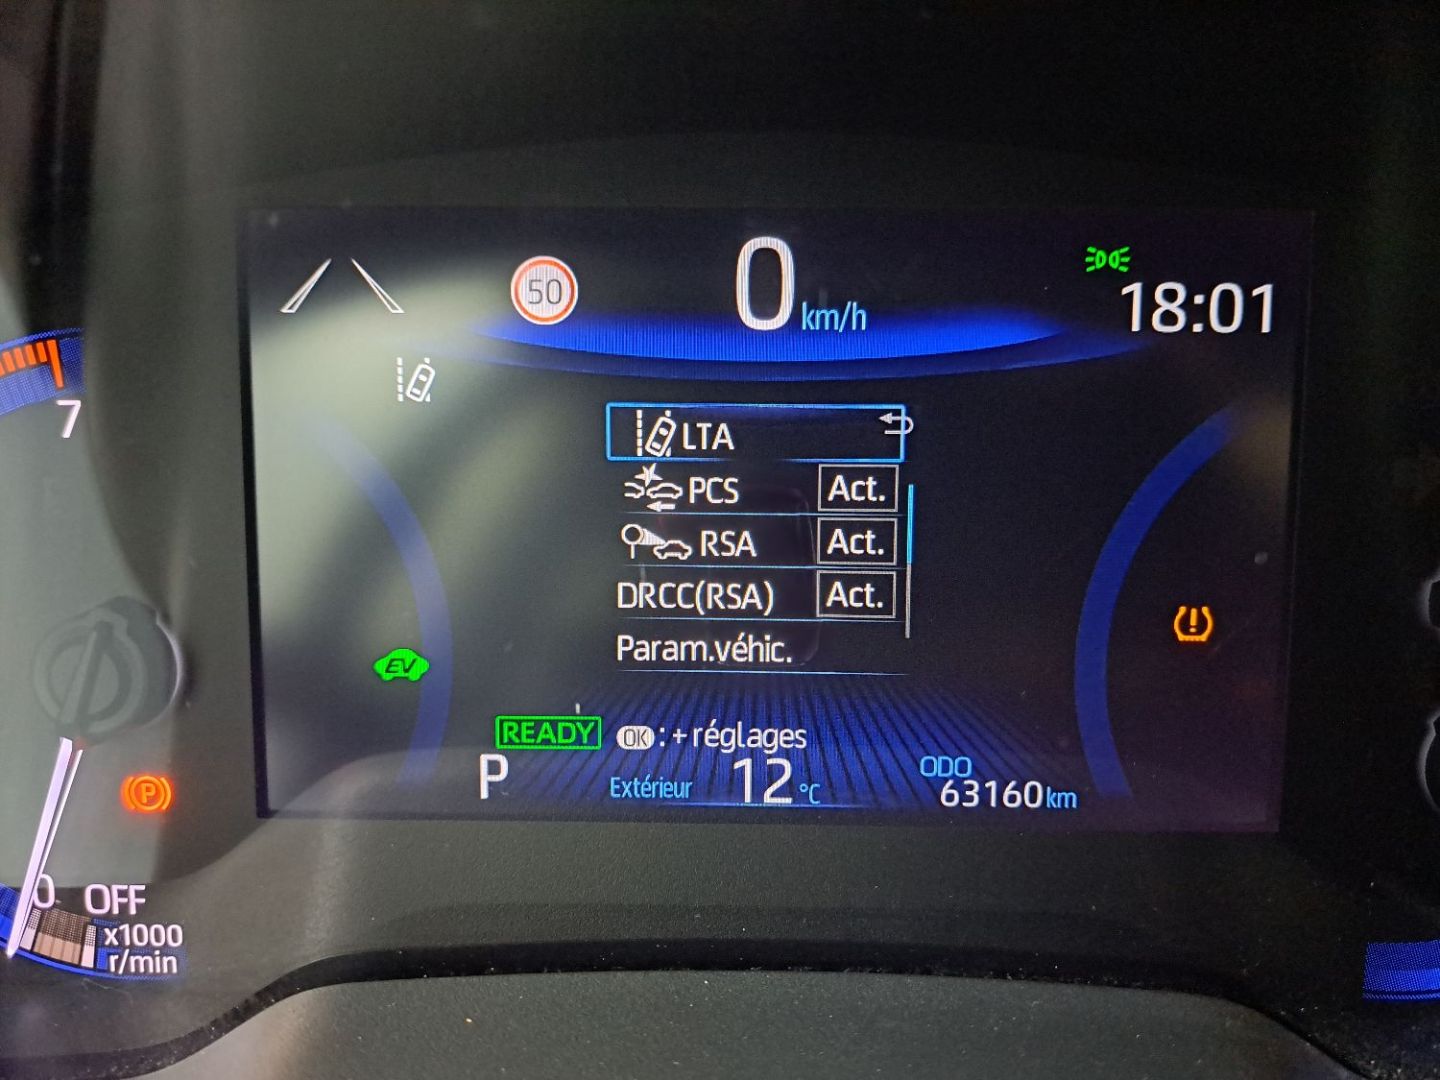 50
0 km/h
18:01
7
LTA
PCS Act.
RSA Act.
DRCC(RSA) Act.
Param.véhic.
EV
READY
OK : + réglages
P
Extérieur 12 °C
ODO
63160 km
P
0 OFF
x1000
r/min